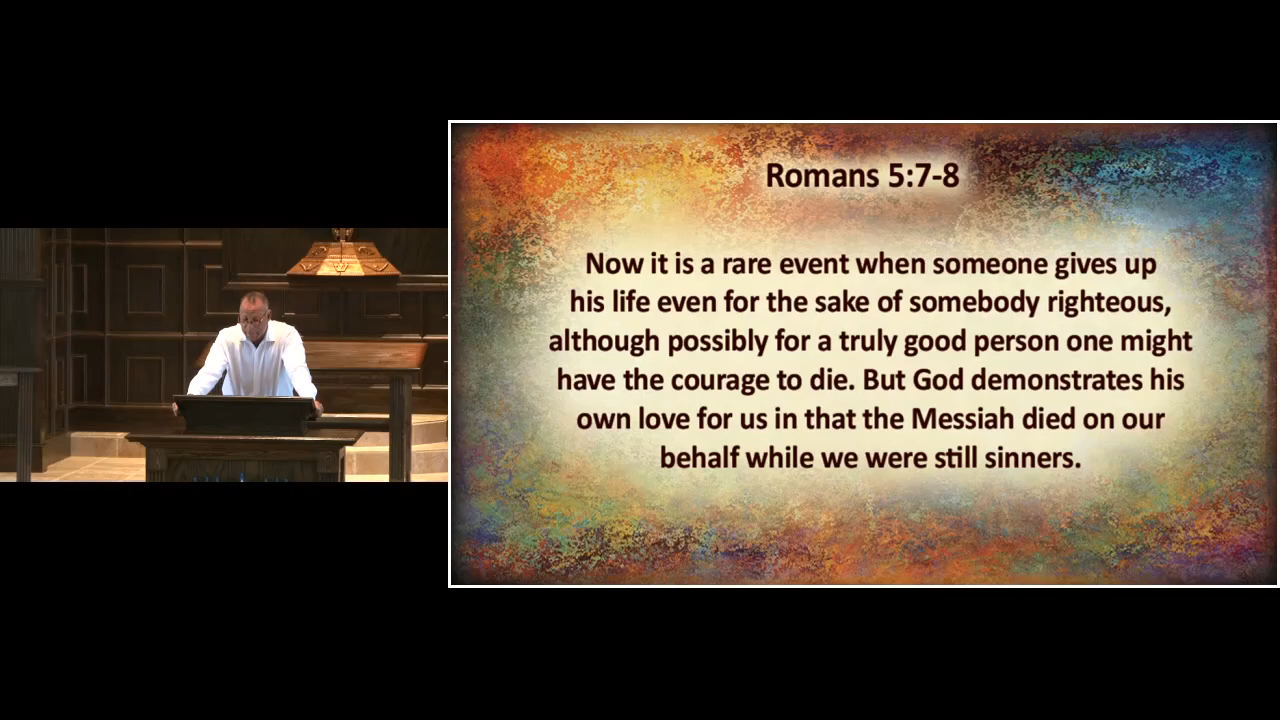 Romans 5:7-8
Now it is a rare event when someone gives up
his life even for the sake of somebody righteous,
although possibly for a truly good person one might
have the courage to die. But God demonstrates his
own love for us in that the Messiah died on our
behalf while we were still sinners.